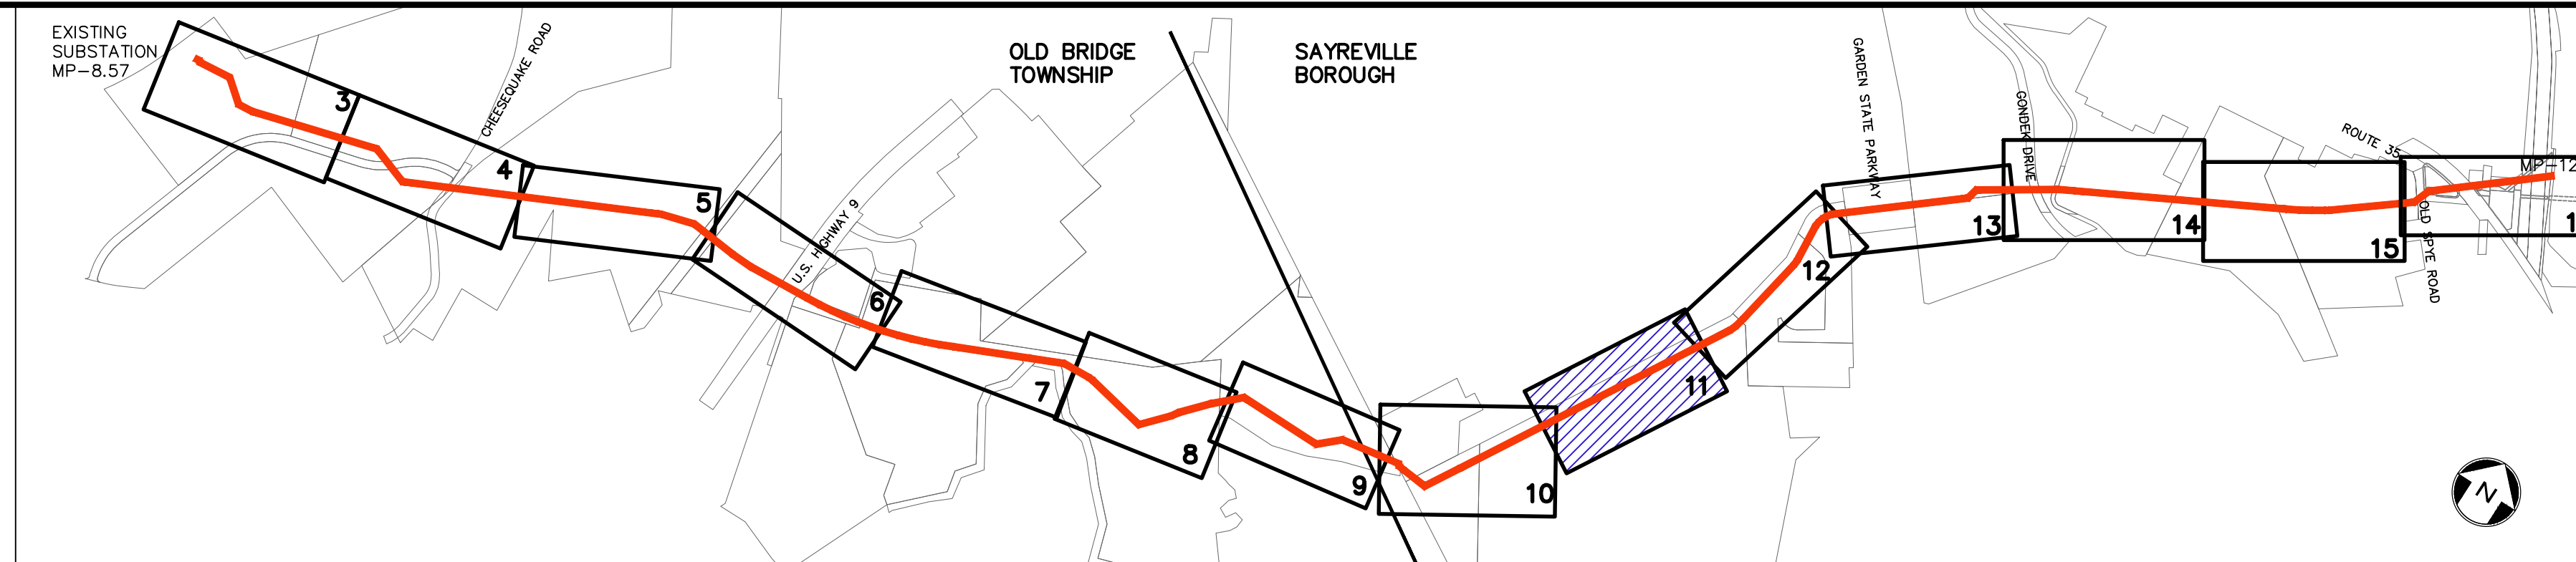 EXISTING
SUBSTATION
MP-8.57
3
CHEESEQUAKE ROAD
4
5
U.S. HIGHWAY 9
6
7
8
OLD BRIDGE
TOWNSHIP
SAYREVILLE
BOROUGH
9
10
11
12
GARDEN STATE PARKWAY
13
GONDEK DRIVE
14
ROUTE 35
15
OLD SPYE ROAD
MP-12
1
N